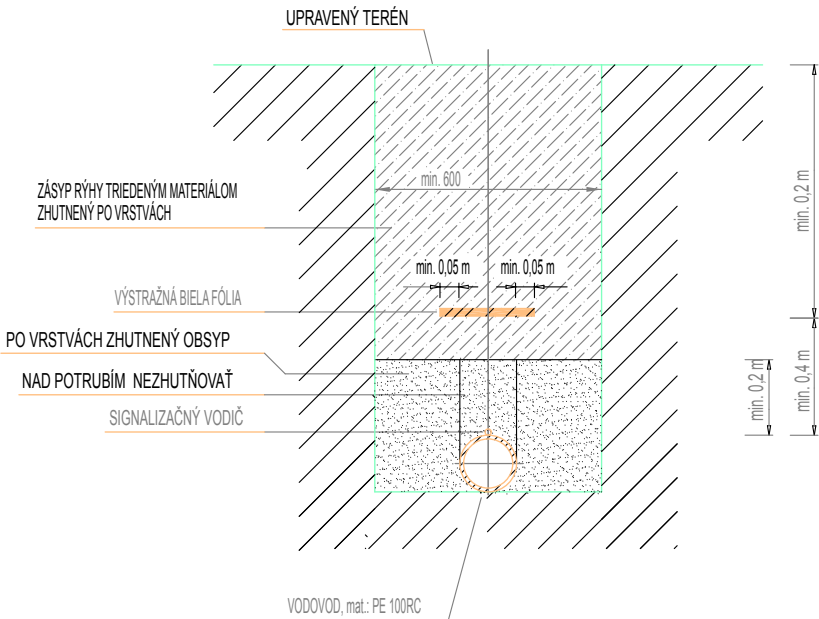 UPRAVENÝ TERÉN
min. 600
ZÁSYP RÝHY TRIEDENÝM MATERIÁLOM
ZHUTNENÝ PO VRSTVÁCH
min. 0,2 m
min. 0,05 m
min. 0,05 m
VÝSTRAŽNÁ BIELA FÓLIA
PO VRSTVÁCH ZHUTNENÝ OBSYP
NAD POTRUBÍM NEZHUTŇOVAŤ
SIGNALIZAČNÝ VODIČ
min. 0,2 m
min. 0,4 m
VODOVOD, mat.: PE 100RC